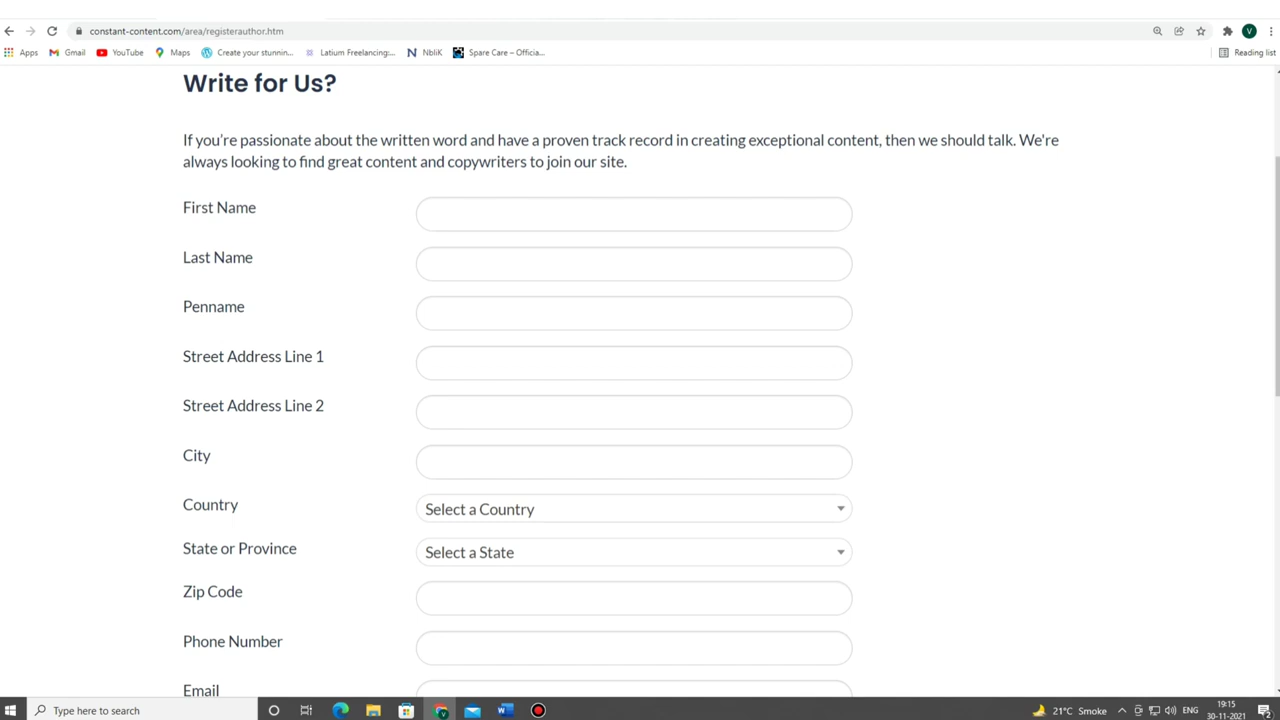 constant-content.com/area/registerauthor.htm
V
Apps
Gmail
YouTube
Maps
Create your stunnin...
Latium Freelancing:...
NbliK
Spare Care – Officia...
Reading list
Write for Us?
If you're passionate about the written word and have a proven track record in creating exceptional content, then we should talk. We're
always looking to find great content and copywriters to join our site.
First Name
Last Name
Penname
Street Address Line 1
Street Address Line 2
City
Country
Select a Country
State or Province
Select a State
Zip Code
Phone Number
Email
Type here to search
21°C Smoke
ENG
19:15
30-11-2021
2